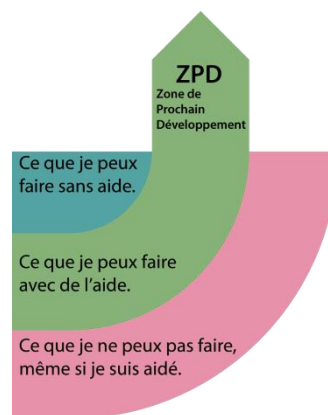 ZPD
Zone de
Prochain
Développement
Ce que je peux
faire sans aide.
Ce que je peux faire
avec de l’aide.
Ce que je ne peux pas faire,
même si je suis aidé.